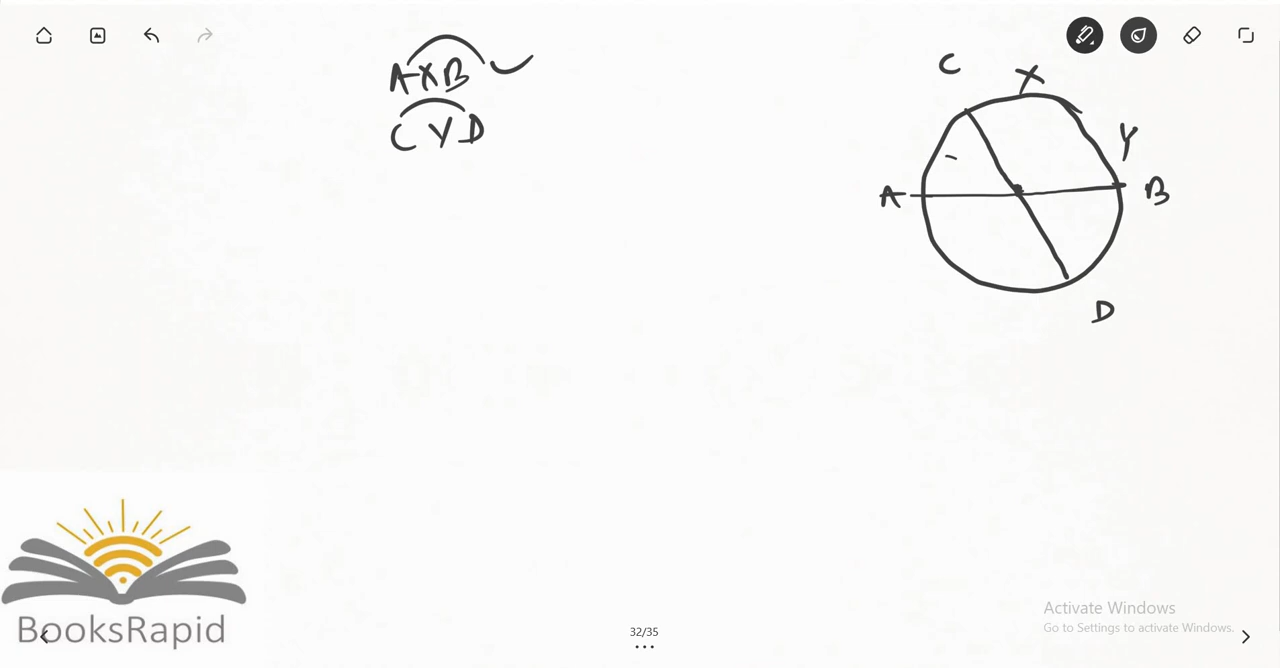 AXB
CYD
C
X
Y
A
B
D
BooksRapid
Activate Windows
Go to Settings to activate Windows.
32/35